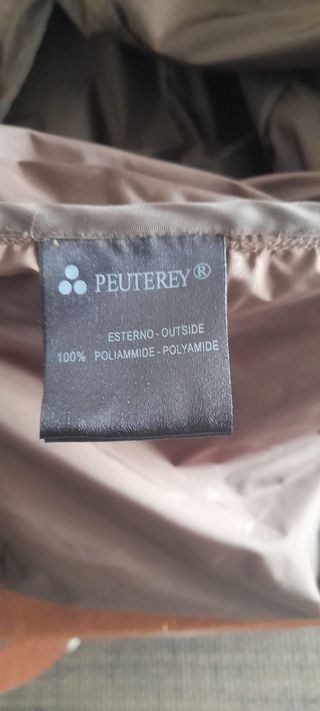 PEUTEREY®
ESTERNO - OUTSIDE
100% POLIAMMIDE - POLYAMIDE